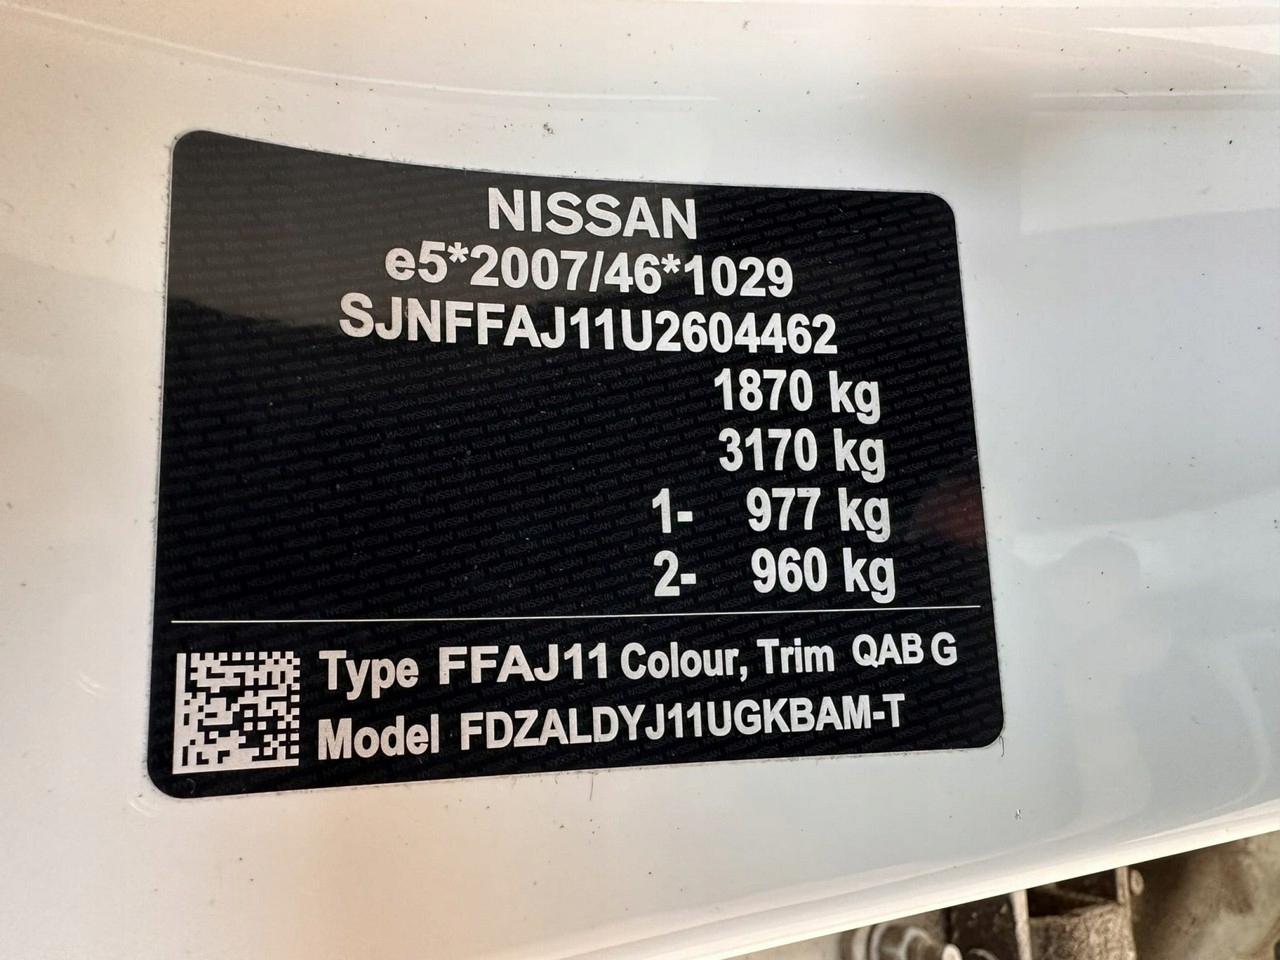 NISSAN
e5*2007/46*1029
SJNFFAJ11U2604462
1870 kg
3170 kg
1- 977 kg
2- 960 kg
Type FFAJ11 Colour, Trim QAB G
Model FDZALDYJ11UGKBAM-T